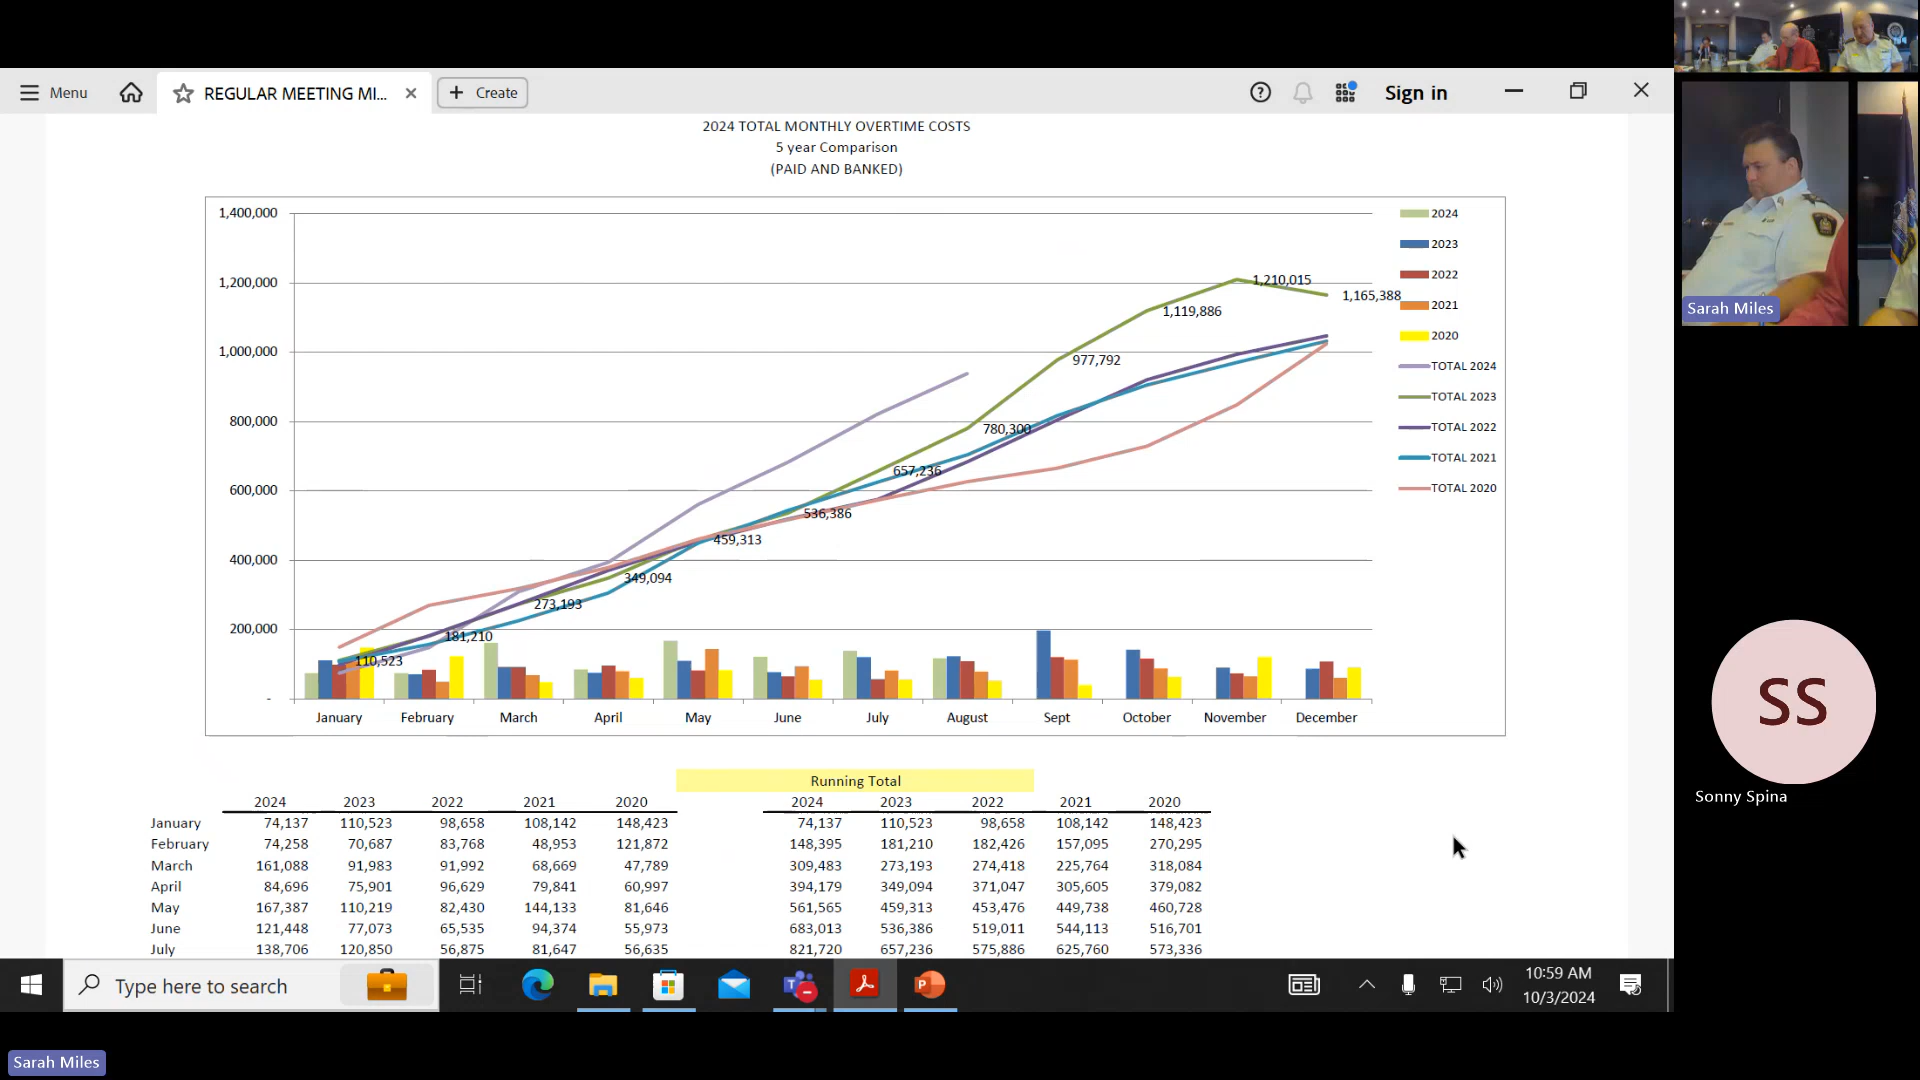 Menu
REGULAR MEETING MI...
Create
Sign in
2024 TOTAL MONTHLY OVERTIME COSTS
5 year Comparison
(PAID AND BANKED)
1,400,000
1,200,000
1,000,000
800,000
600,000
400,000
200,000
-
110,523
181,210
273,193
349,094
459,313
536,386
657,236
780,300
977,792
1,119,886
1,210,015
1,165,388
2024
2023
2022
2021
2020
TOTAL 2024
TOTAL 2023
TOTAL 2022
TOTAL 2021
TOTAL 2020
January February March April May June July August Sept October November December
Running Total
2024 2023 2022 2021 2020 2024 2023 2022 2021 2020
January 74,137 110,523 98,658 108,142 148,423 74,137 110,523 98,658 108,142 148,423
February 74,258 70,687 83,768 48,953 121,872 148,395 181,210 182,426 157,095 270,295
March 161,088 91,983 91,992 68,669 47,789 309,483 273,193 274,418 225,764 318,084
April 84,696 75,901 96,629 79,841 60,997 394,179 349,094 371,047 305,605 379,082
May 167,387 110,219 82,430 144,133 81,646 561,565 459,313 453,476 449,738 460,728
June 121,448 77,073 65,535 94,374 55,973 683,013 536,386 519,011 544,113 516,701
July 138,706 120,850 56,875 81,647 56,635 821,720 657,236 575,886 625,760 573,336
Type here to search
10:59 AM
10/3/2024
Sarah Miles
SS
Sonny Spina
Sarah Miles